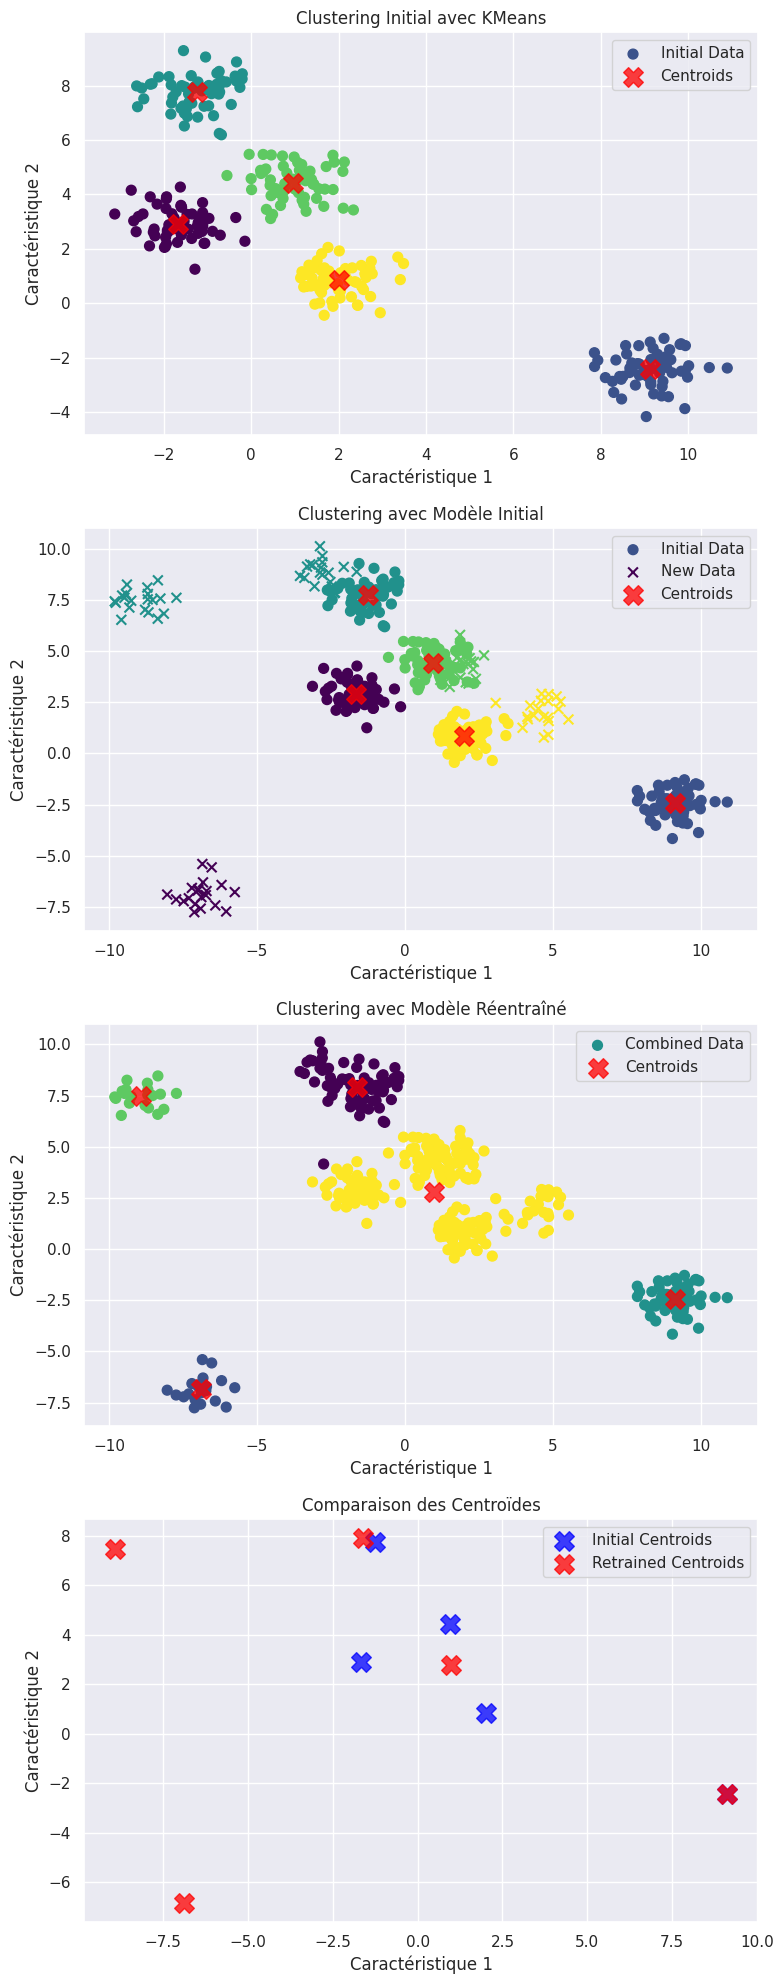 Clustering Initial avec KMeans
Initial Data
Centroids
Caractéristique 2
8
6
4
2
0
−2
−4
−2
0
2
4
6
8
10
Caractéristique 1
Clustering avec Modèle Initial
Initial Data
New Data
Centroids
Caractéristique 2
10.0
7.5
5.0
2.5
0.0
−2.5
−5.0
−7.5
−10
−5
0
5
10
Caractéristique 1
Clustering avec Modèle Réentraîné
Combined Data
Centroids
Caractéristique 2
10.0
7.5
5.0
2.5
0.0
−2.5
−5.0
−7.5
−10
−5
0
5
10
Caractéristique 1
Comparaison des Centroïdes
Initial Centroids
Retrained Centroids
Caractéristique 2
8
6
4
2
0
−2
−4
−6
−7.5
−5.0
−2.5
0.0
2.5
5.0
7.5
10.0
Caractéristique 1